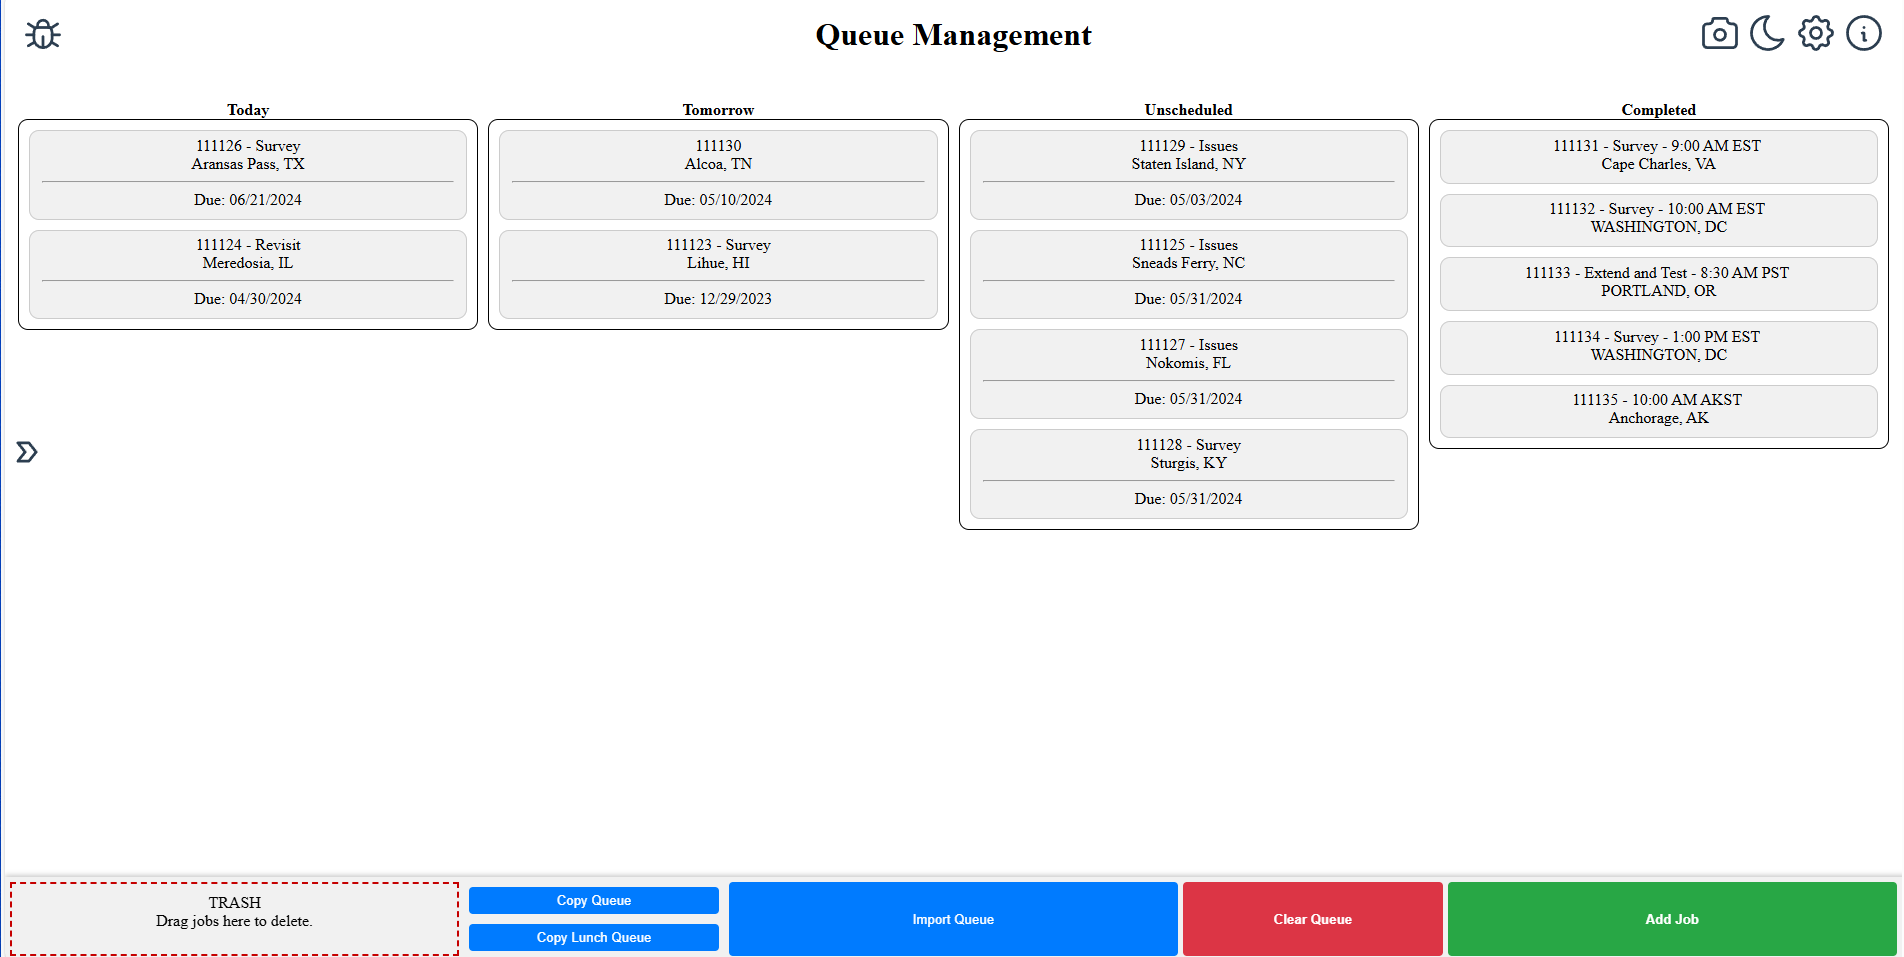 Queue Management
Today
111126 - Survey
Aransas Pass, TX
Due: 06/21/2024
111124 - Revisit
Meredosia, IL
Due: 04/30/2024
Tomorrow
111130
Alcoa, TN
Due: 05/10/2024
111123 - Survey
Lihue, HI
Due: 12/29/2023
Unscheduled
111129 - Issues
Staten Island, NY
Due: 05/03/2024
111125 - Issues
Sneads Ferry, NC
Due: 05/31/2024
111127 - Issues
Nokomis, FL
Due: 05/31/2024
111128 - Survey
Sturgis, KY
Due: 05/31/2024
Completed
111131 - Survey - 9:00 AM EST
Cape Charles, VA
111132 - Survey - 10:00 AM EST
WASHINGTON, DC
111133 - Extend and Test - 8:30 AM PST
PORTLAND, OR
111134 - Survey - 1:00 PM EST
WASHINGTON, DC
111135 - 10:00 AM AKST
Anchorage, AK
TRASH
Drag jobs here to delete.
Copy Queue
Copy Lunch Queue
Import Queue
Clear Queue
Add Job